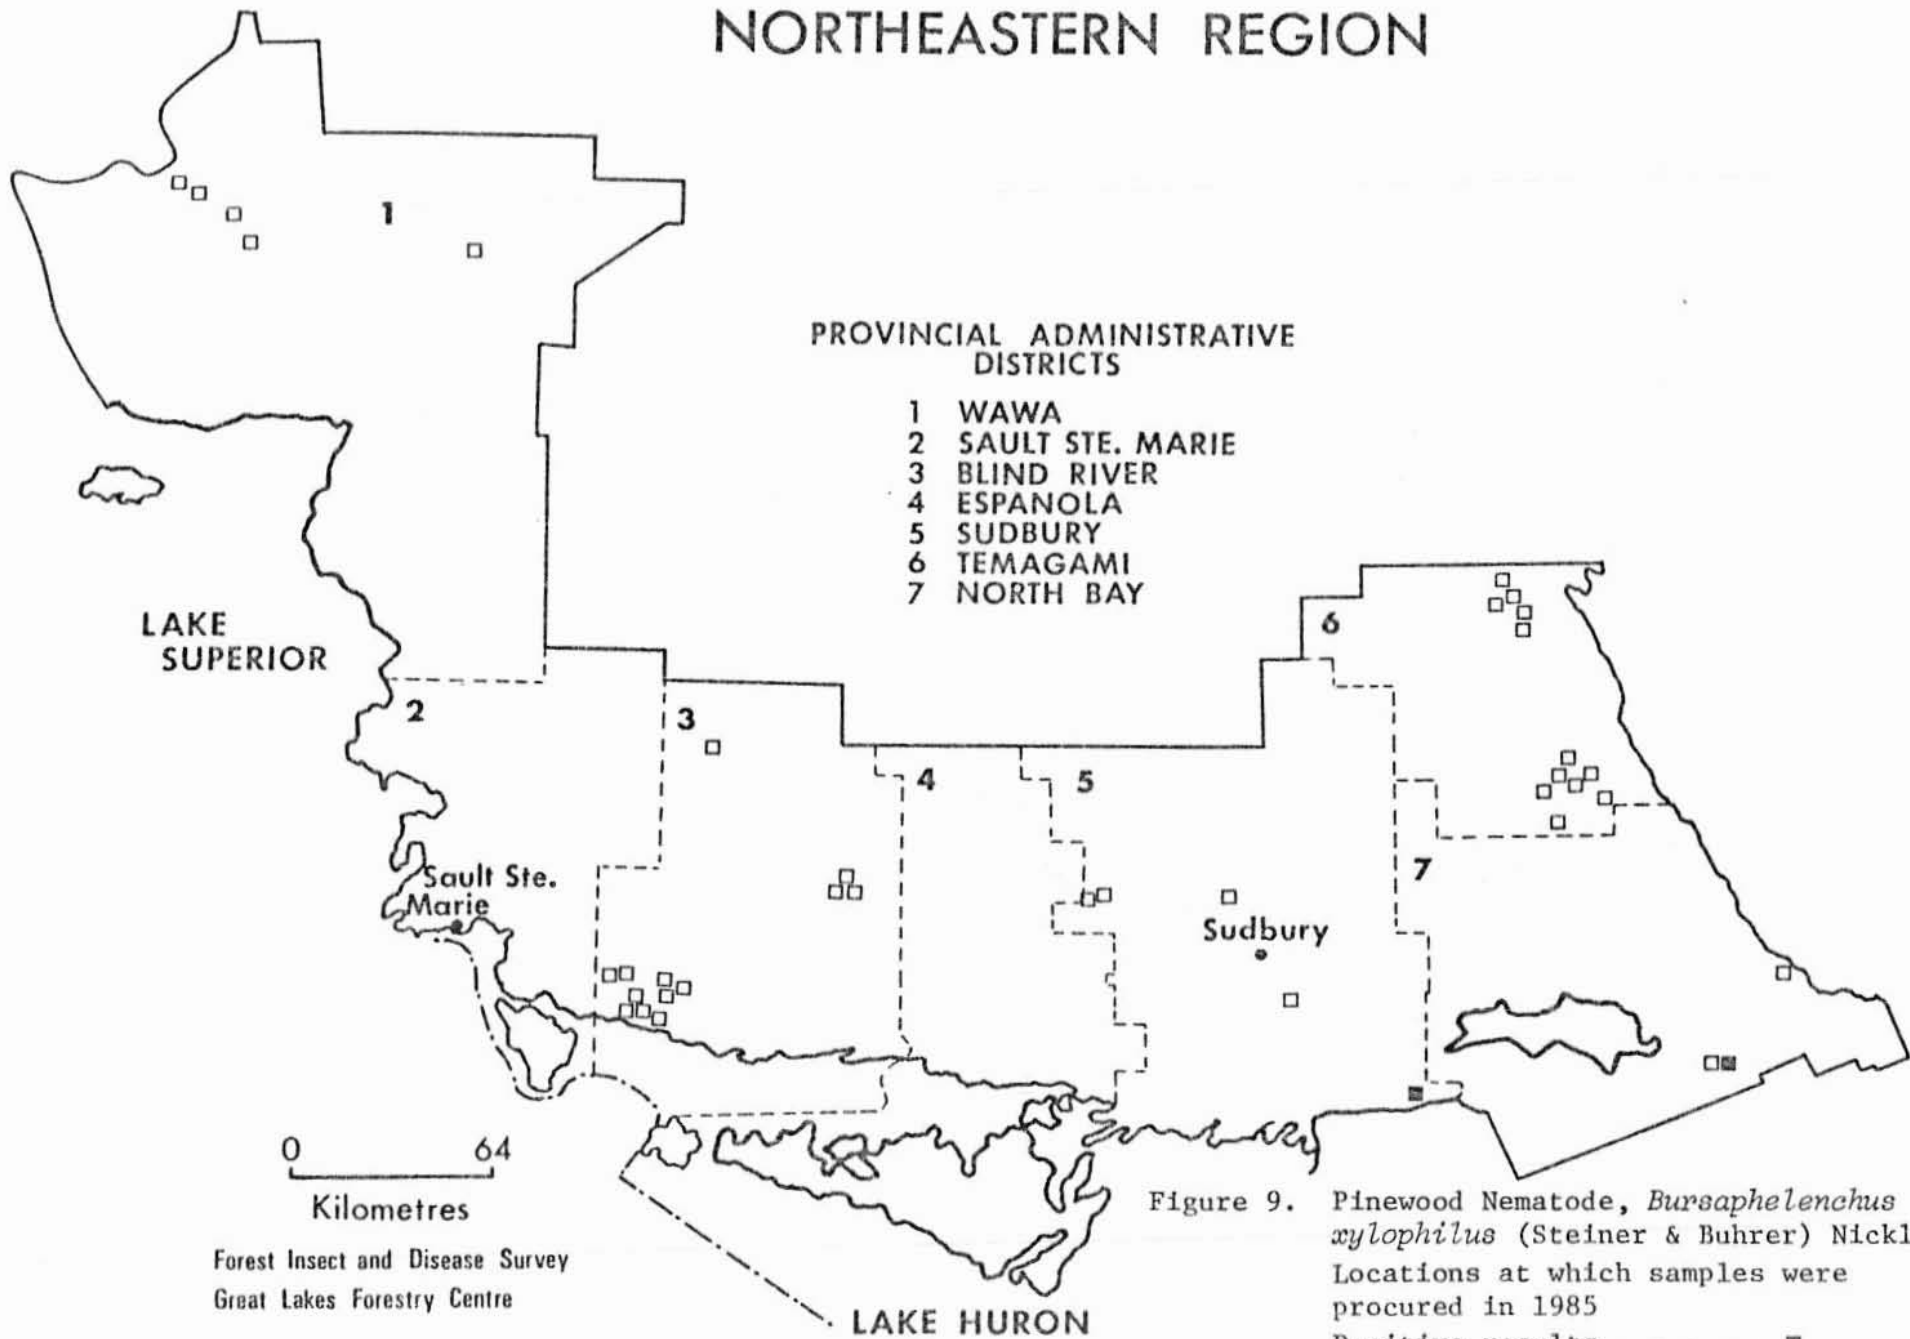 NORTHEASTERN REGION
1
PROVINCIAL ADMINISTRATIVE
DISTRICTS
1 WAWA
2 SAULT STE. MARIE
3 BLIND RIVER
4 ESPANOLA
5 SUDBURY
6 TEMAGAMI
7 NORTH BAY
LAKE
SUPERIOR
6
2
3
4
5
7
Sault Ste.
Marie
Sudbury
0 64
Kilometres
Forest Insect and Disease Survey
Great Lakes Forestry Centre
LAKE HURON
Figure 9. Pinewood Nematode, Bursaphelenchus
xylophilus (Steiner & Buhrer) Nickl
Locations at which samples were
procured in 1985